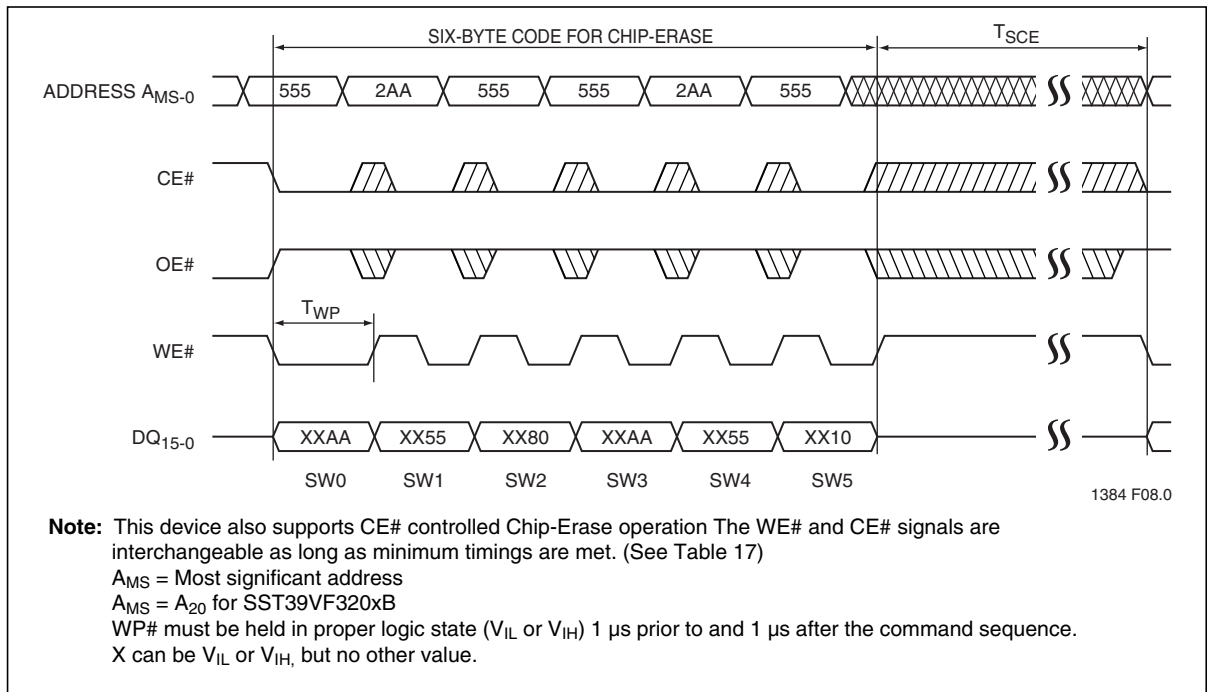 SIX-BYTE CODE FOR CHIP-ERASE
TSCE
ADDRESS AMS-0
555 2AA 555 555 2AA 555
CE#
OE#
TWP
WE#
DQ15-0
XXAA XX55 XX80 XXAA XX55 XX10
SW0 SW1 SW2 SW3 SW4 SW5
1384 F08.0
Note: This device also supports CE# controlled Chip-Erase operation The WE# and CE# signals are
interchangeable as long as minimum timings are met. (See Table 17)
AMS = Most significant address
AMS = A20 for SST39VF320xB
WP# must be held in proper logic state (VIL or VIH) 1 µs prior to and 1 µs after the command sequence.
X can be VIL or VIH, but no other value.